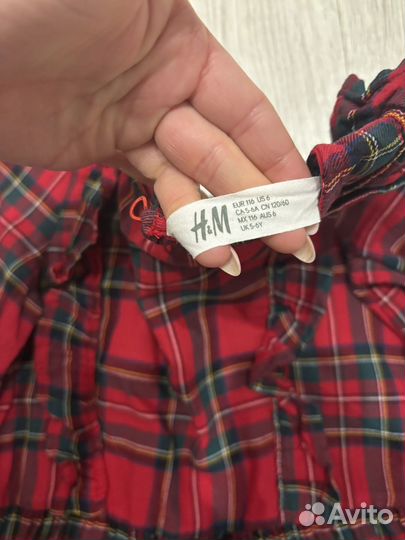 H&M
EUR 116 US 6
CA 5-6A CN 120/60
MX 116 AUS 6
UK 5-6Y
Avito